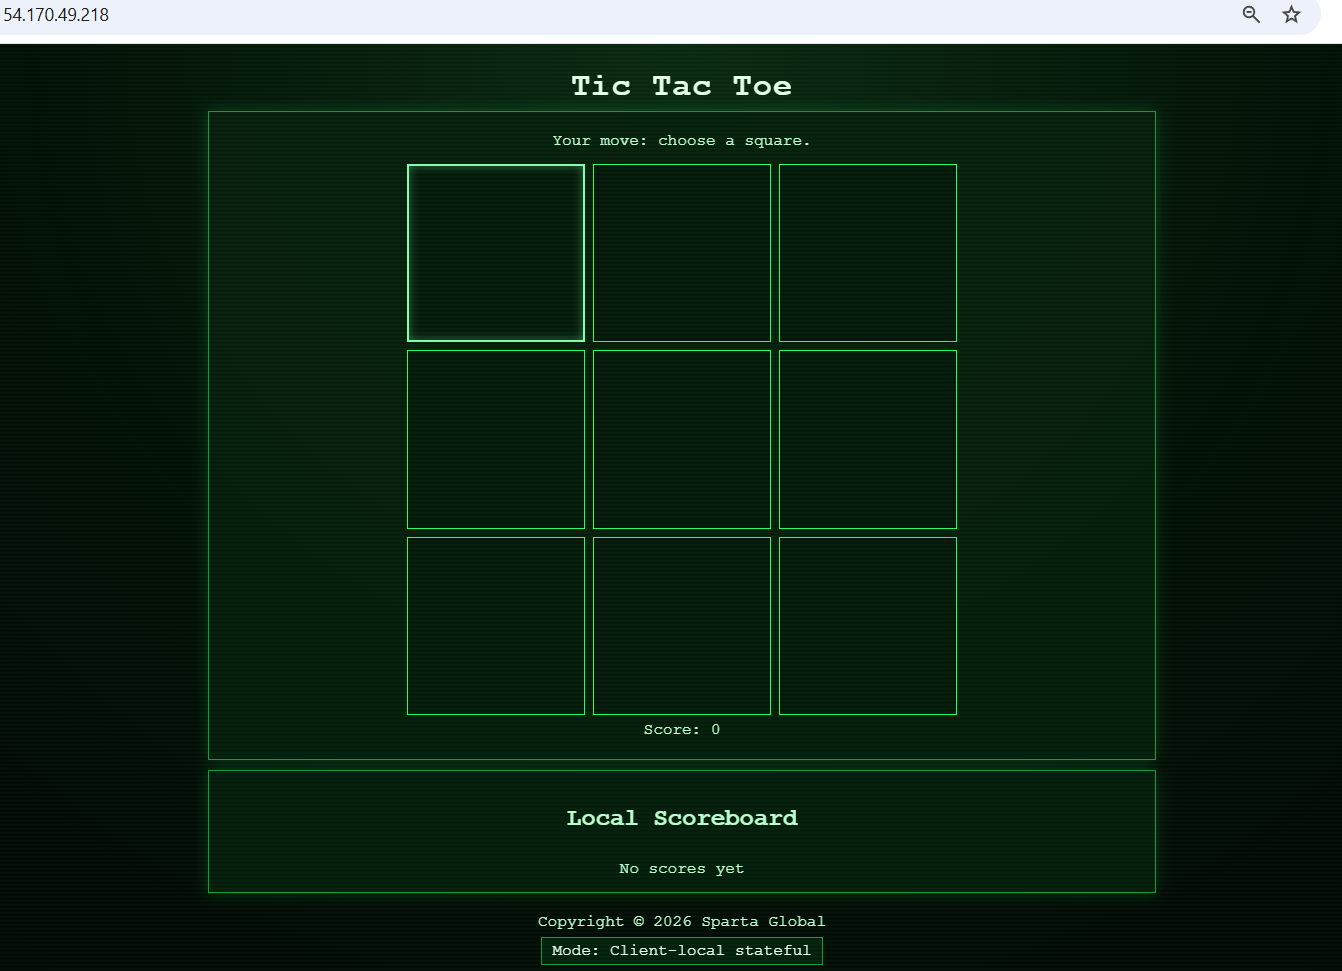 54.170.49.218
Tic Tac Toe
Your move: choose a square.
Score: 0
Local Scoreboard
No scores yet
Copyright © 2026 Sparta Global
Mode: Client-local stateful